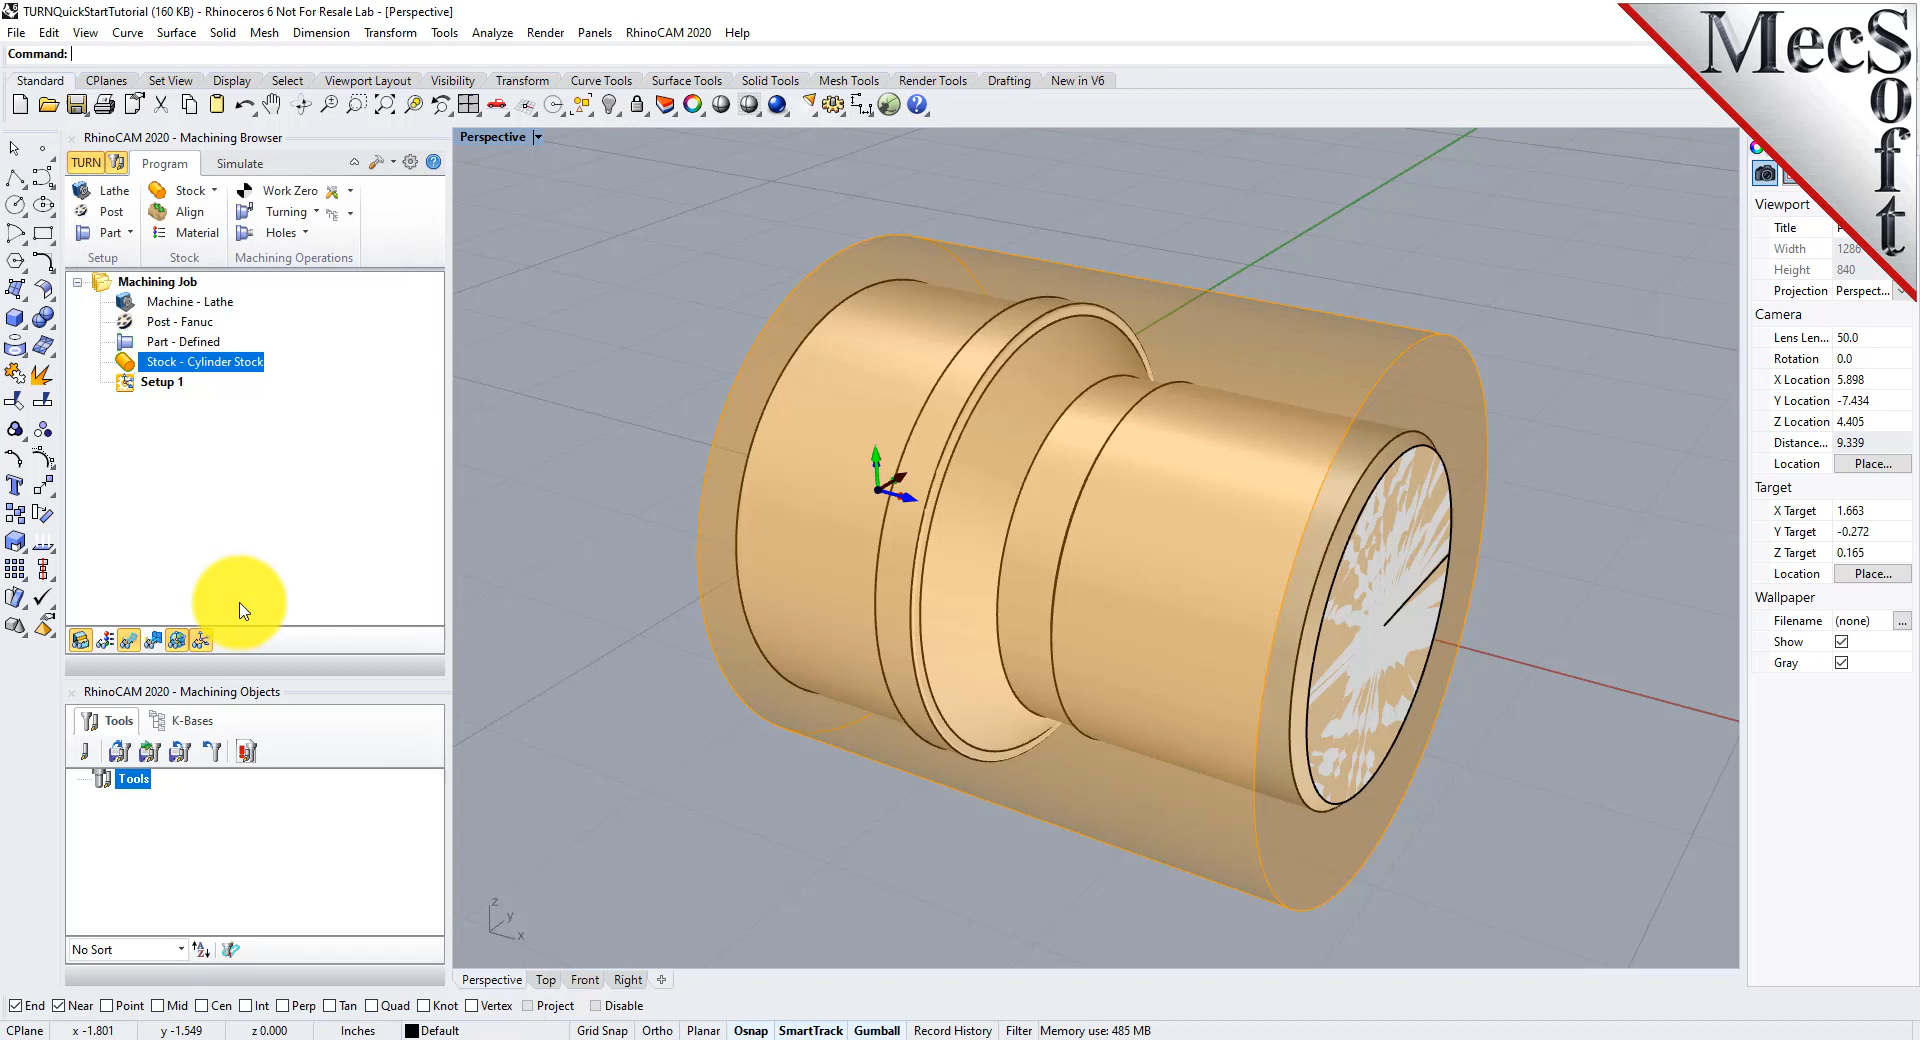 TURNQuickStartTutorial (160 KB) - Rhinoceros 6 Not For Resale Lab - [Perspective]
File Edit View Curve Surface Solid Mesh Dimension Transform Tools Analyze Render Panels RhinoCAM 2020 Help
Command:
Standard CPlanes Set View Display Select Viewport Layout Visibility Transform Curve Tools Surface Tools Solid Tools Mesh Tools Render Tools Drafting New in V6
MecSoft
RhinoCAM 2020 - Machining Browser
TURN Program Simulate
Lathe Stock Work Zero
Post Align Turning
Part Material Holes
Setup Stock Machining Operations
Machining Job
Machine - Lathe
Post - Fanuc
Part - Defined
Stock - Cylinder Stock
Setup 1
RhinoCAM 2020 - Machining Objects
Tools K-Bases
Tools
No Sort
Perspective
z
y
x
Perspective Top Front Right
Viewport
Title
Width 1286
Height 840
Projection Perspect...
Camera
Lens Len... 50.0
Rotation 0.0
X Location 5.898
Y Location -7.434
Z Location 4.405
Distance... 9.339
Location Place...
Target
X Target 1.663
Y Target -0.272
Z Target 0.165
Location Place...
Wallpaper
Filename (none) ...
Show
Gray
End Near Point Mid Cen Int Perp Tan Quad Knot Vertex Project Disable
CPlane x -1.801 y -1.549 z 0.000 Inches Default Grid Snap Ortho Planar Osnap SmartTrack Gumball Record History Filter Memory use: 485 MB